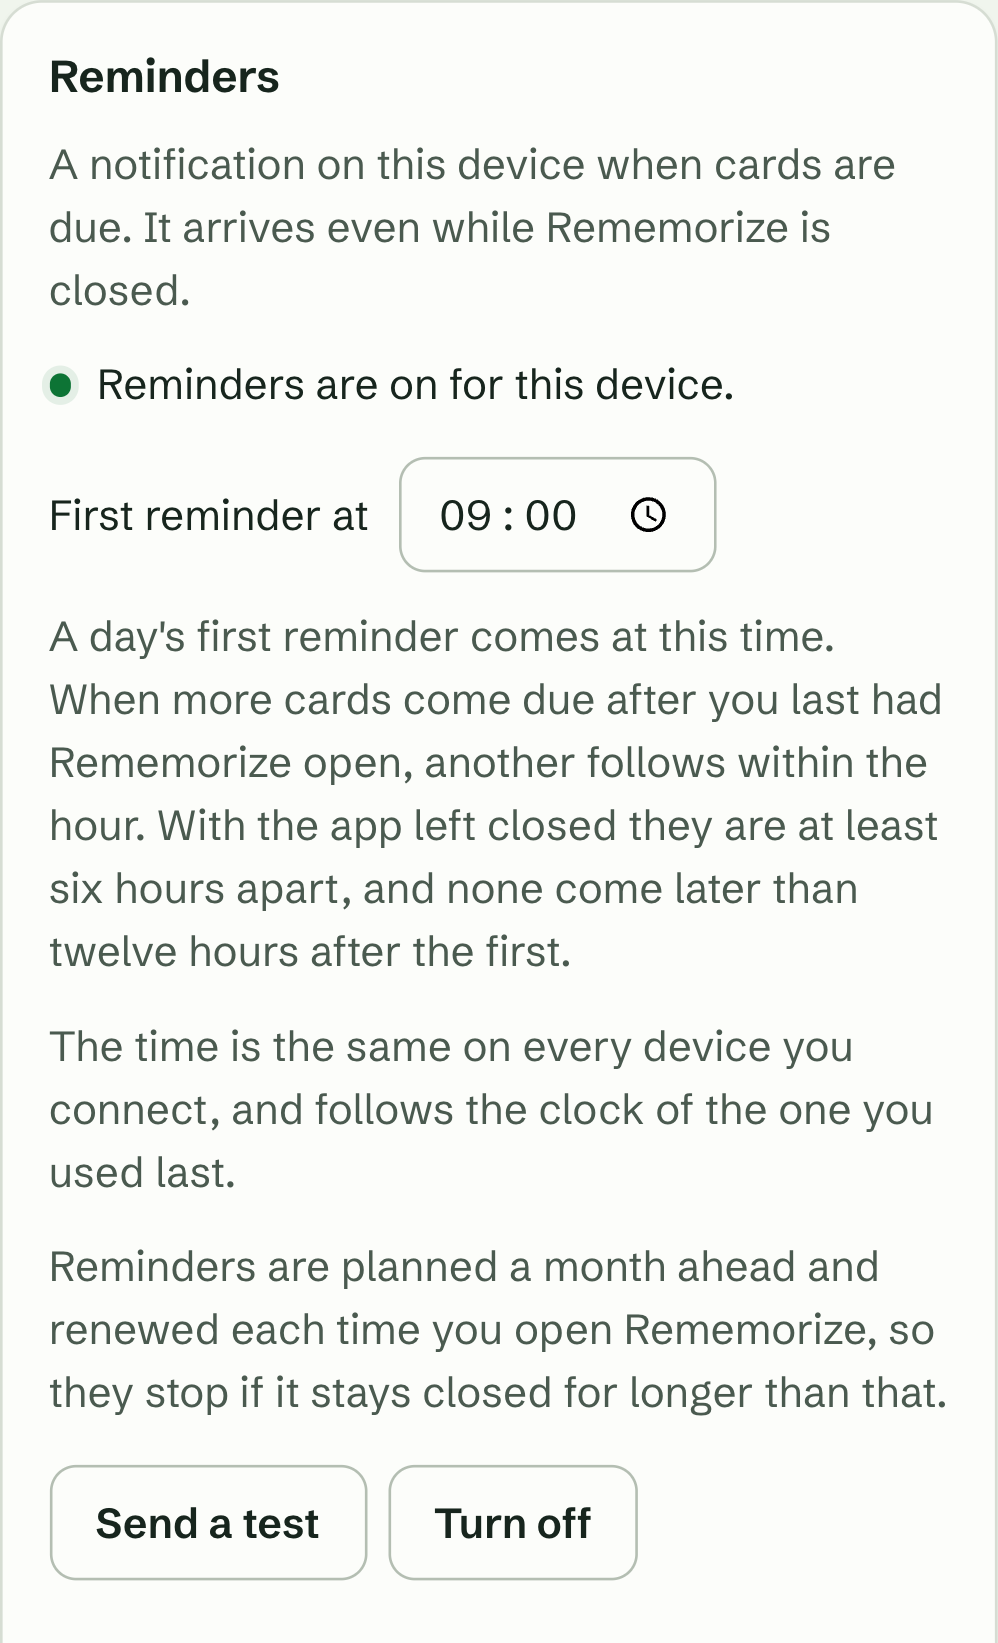 Reminders
A notification on this device when cards are
due. It arrives even while Rememorize is
closed.
Reminders are on for this device.
First reminder at 09:00
A day's first reminder comes at this time.
When more cards come due after you last had
Rememorize open, another follows within the
hour. With the app left closed they are at least
six hours apart, and none come later than
twelve hours after the first.
The time is the same on every device you
connect, and follows the clock of the one you
used last.
Reminders are planned a month ahead and
renewed each time you open Rememorize, so
they stop if it stays closed for longer than that.
Send a test Turn off